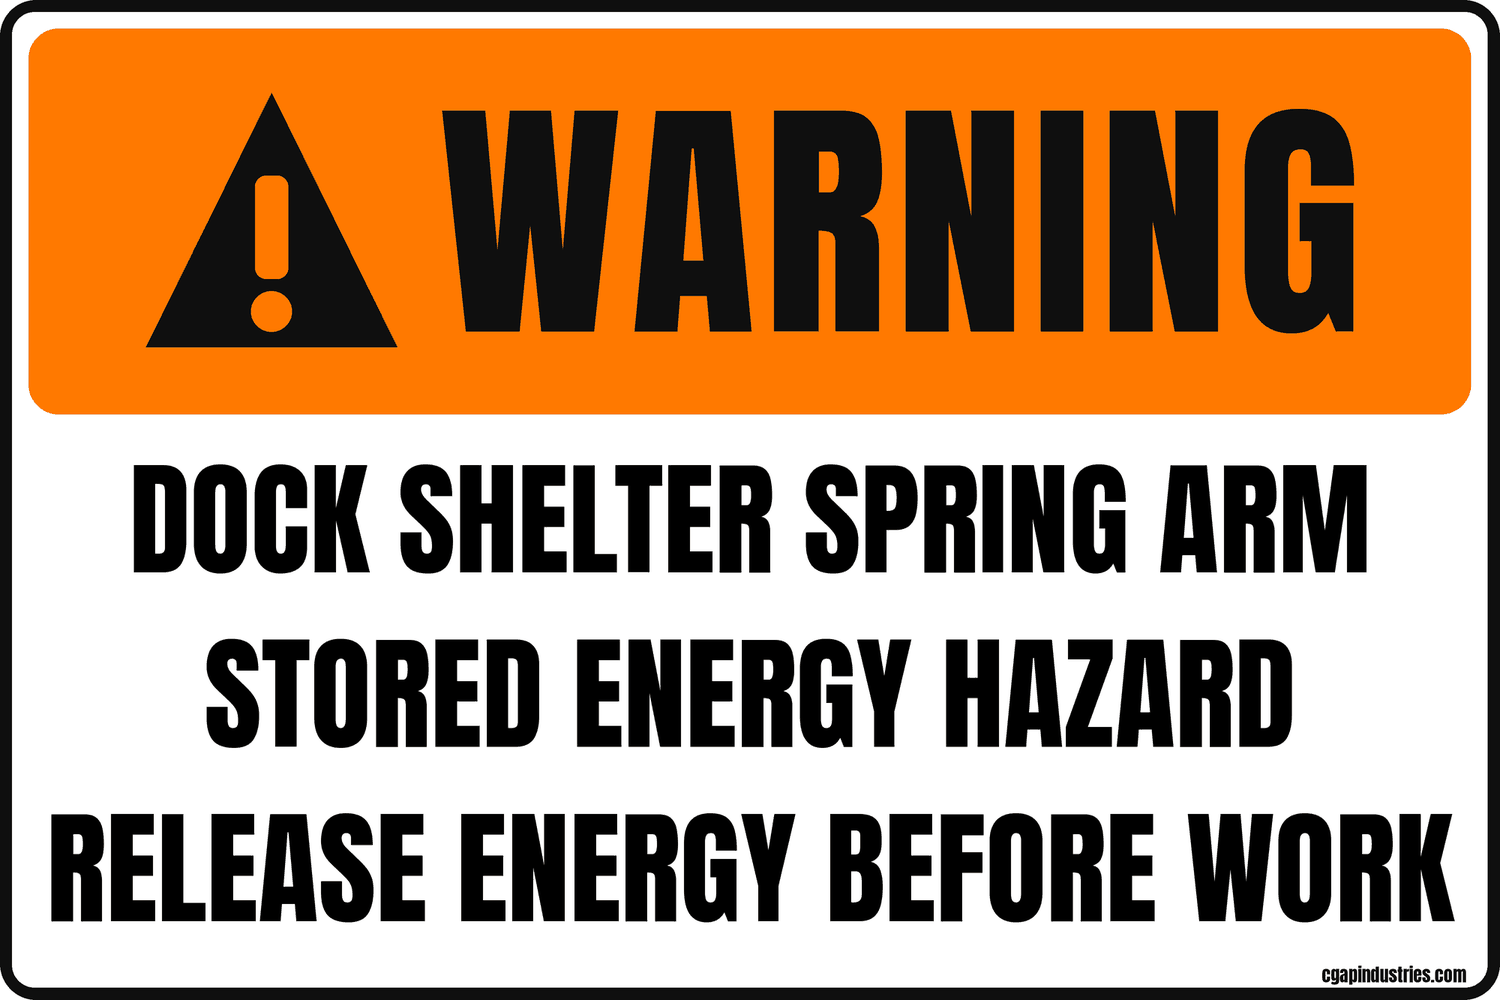 WARNING
DOCK SHELTER SPRING ARM
STORED ENERGY HAZARD
RELEASE ENERGY BEFORE WORK
cgapindustries.com